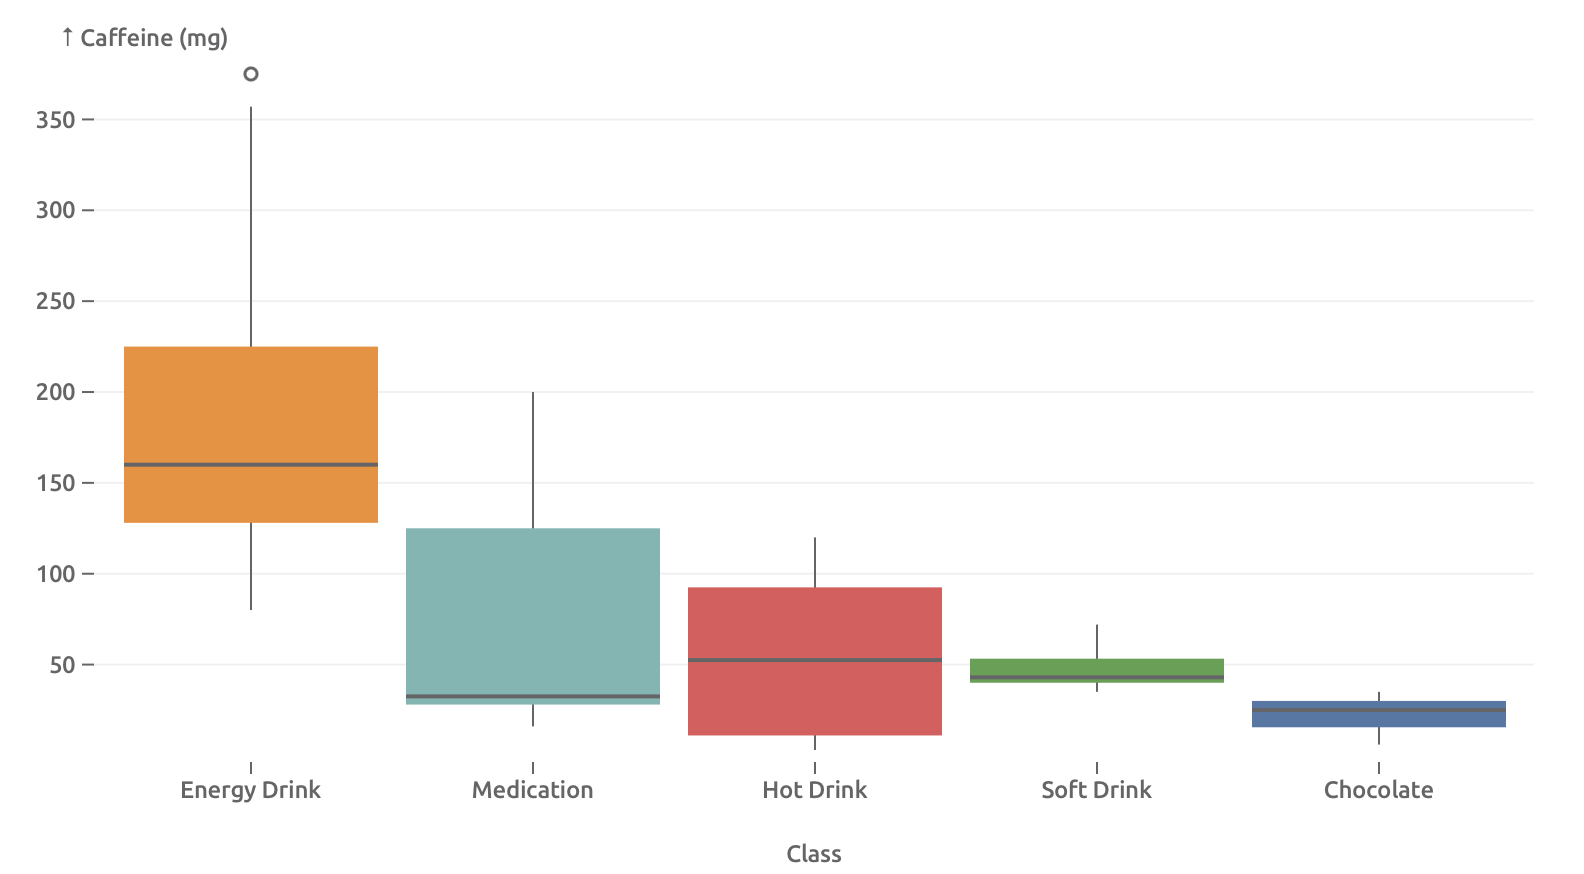 ↑ Caffeine (mg)
350
300
250
200
150
100
50
Energy Drink
Medication
Hot Drink
Soft Drink
Chocolate
Class